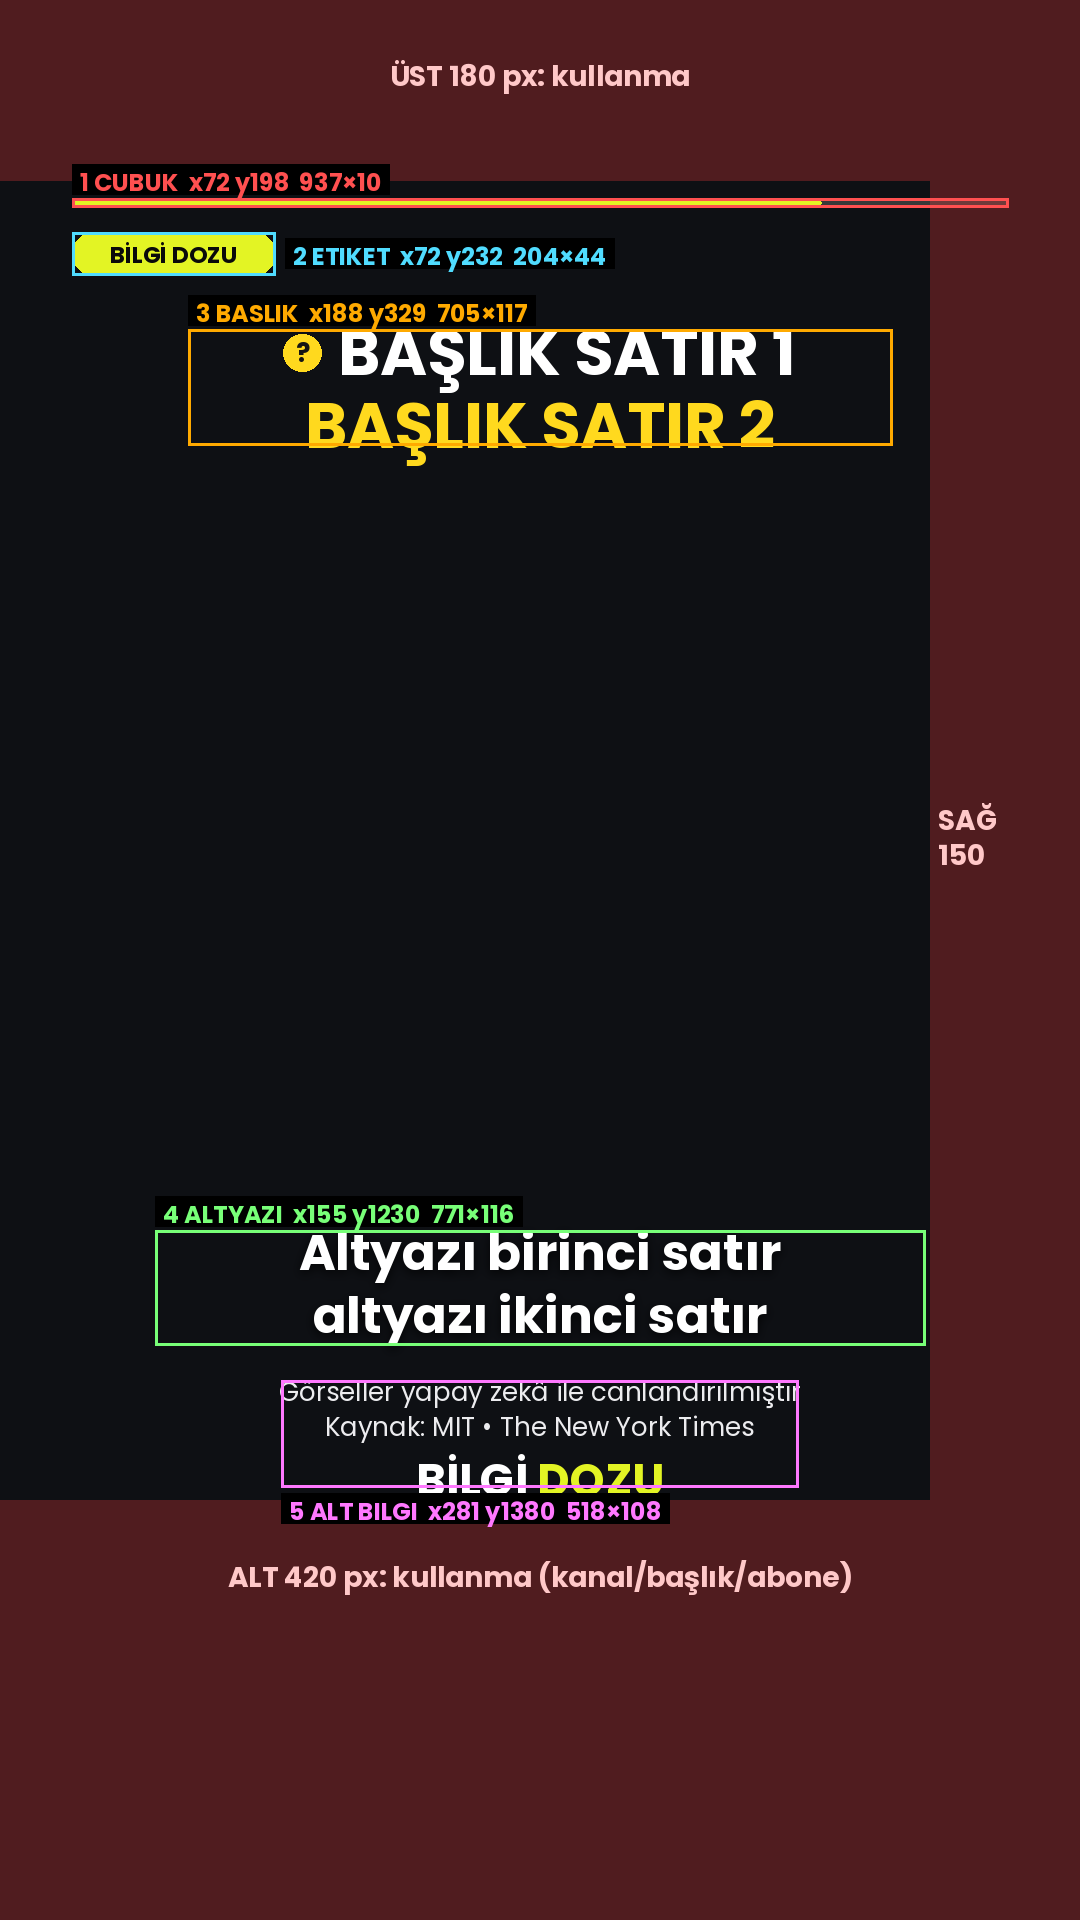 ÜST 180 px: kullanma
1 CUBUK x72 y198 937×10
BİLGİ DOZU
2 ETIKET x72 y232 204×44
3 BASLIK x188 y329 705×117
? BAŞLIK SATIR 1
BAŞLIK SATIR 2
SAĞ
150
4 ALTYAZI x155 y1230 771×116
Altyazı birinci satır
altyazı ikinci satır
Görseller yapay zekâ ile canlandırılmıştır
Kaynak: MIT • The New York Times
BİLGİ DOZU
5 ALT BILGI x281 y1380 518×108
ALT 420 px: kullanma (kanal/başlık/abone)